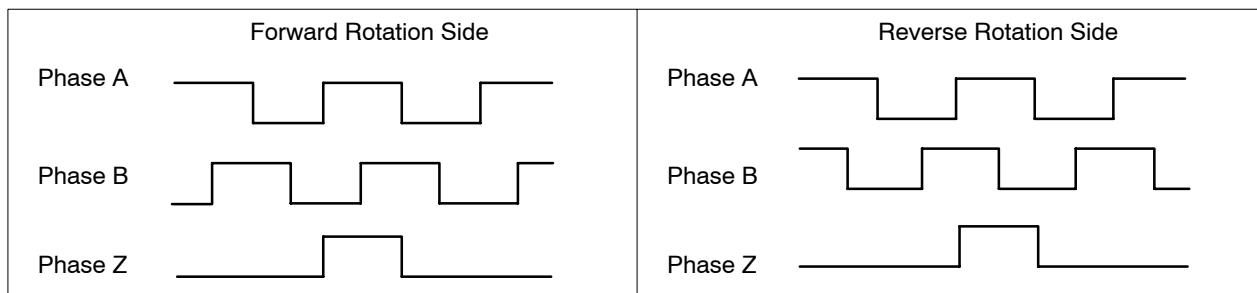 Forward Rotation Side
Phase A
Phase B
Phase Z
Reverse Rotation Side
Phase A
Phase B
Phase Z